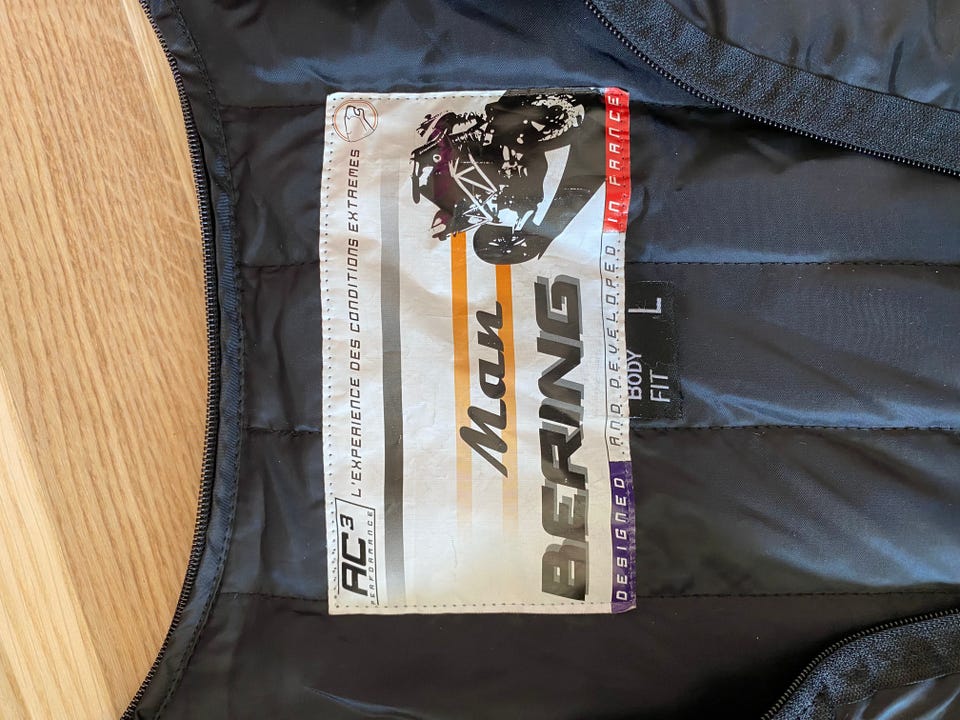 AC³
PERFORMANCE
L'EXPERIENCE DES CONDITIONS EXTREMES
Man
BERING
DESIGNED AND DEVELOPED IN FRANCE
BODY
FIT
L